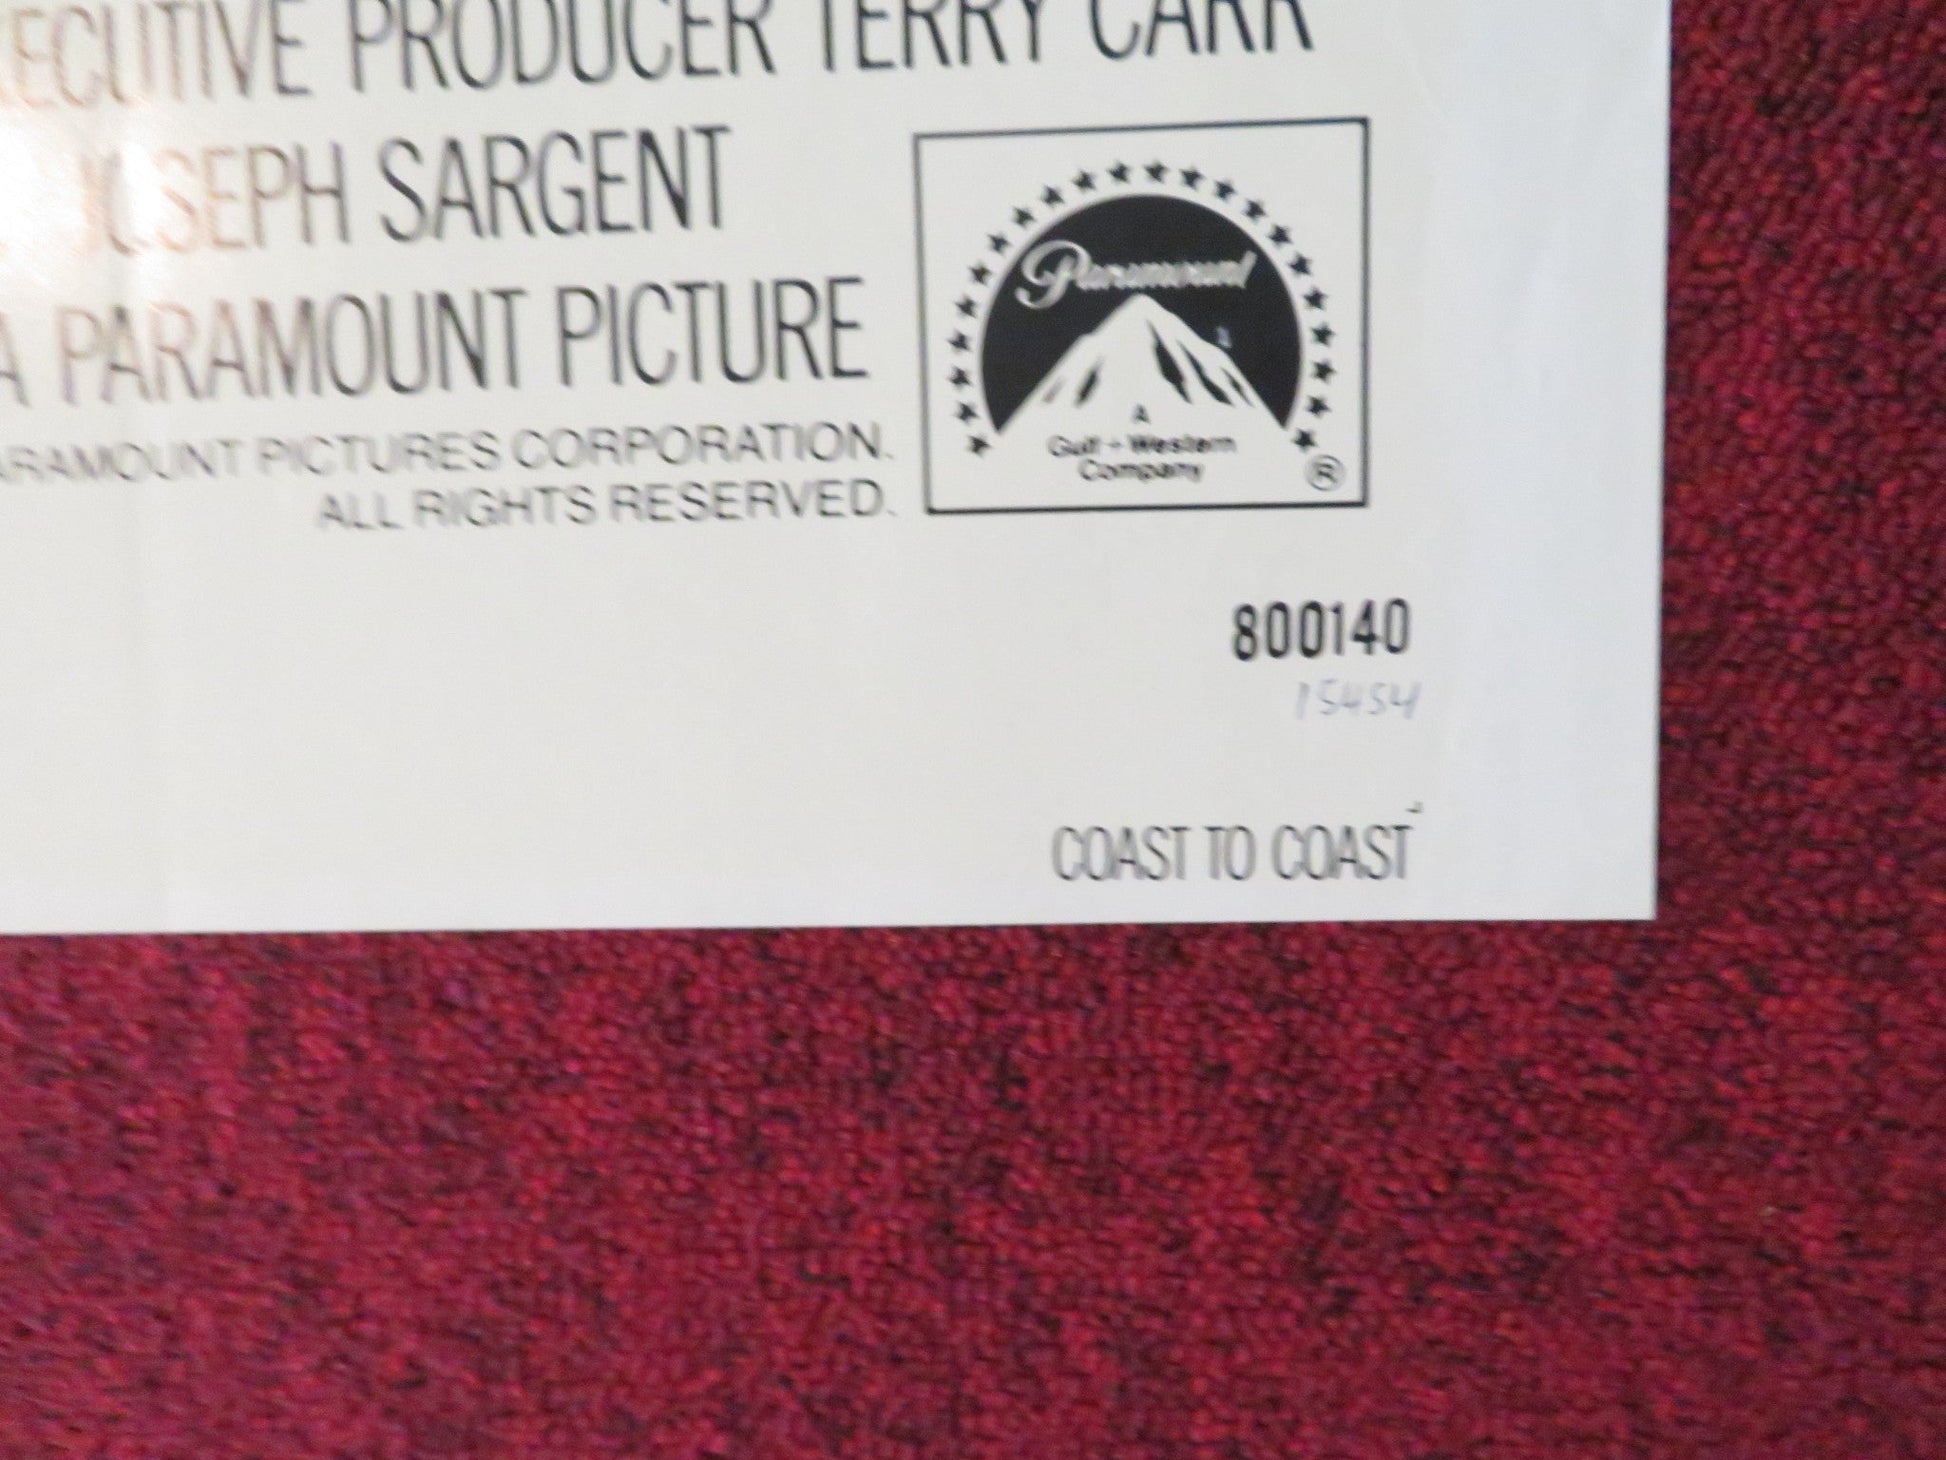 EXECUTIVE PRODUCER TERRY CARR
JOSEPH SARGENT
A PARAMOUNT PICTURE
PARAMOUNT PICTURES CORPORATION.
ALL RIGHTS RESERVED.
Paramount
A
Gulf + Western
Company
®
800140
15454
COAST TO COAST